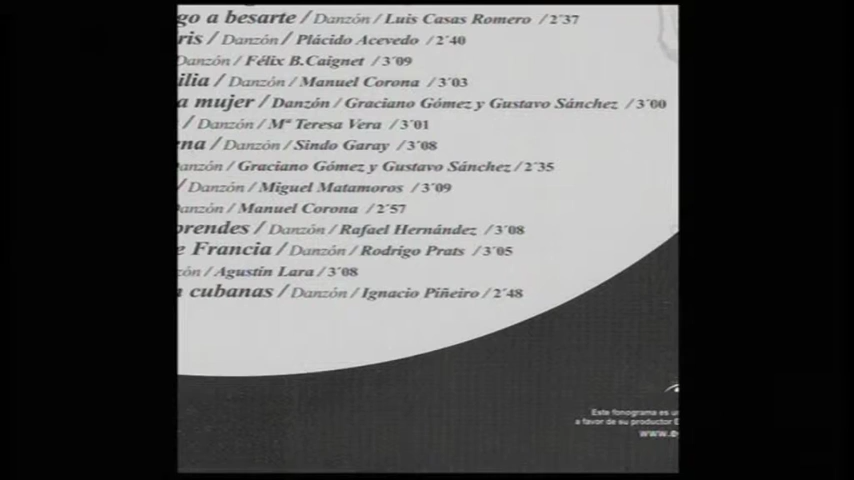 go a besarte / Danzón / Luis Casas Romero / 2´37
ris / Danzón / Plácido Acevedo / 2´40
Danzón / Félix B.Caignet / 3´09
ilia / Danzón / Manuel Corona / 3´03
a mujer / Danzón / Graciano Gómez y Gustavo Sánchez / 3´00
/ Danzón / Mª Teresa Vera / 3´01
ena / Danzón / Sindo Garay / 3´08
anzón / Graciano Gómez y Gustavo Sánchez / 2´35
/ Danzón / Miguel Matamoros / 3´09
anzón / Manuel Corona / 2´57
prendes / Danzón / Rafael Hernández / 3´08
e Francia / Danzón / Rodrigo Prats / 3´05
zón / Agustín Lara / 3´08
n cubanas / Danzón / Ignacio Piñeiro / 2´48
Este fonograma es u
a favor de su productor E
www.e